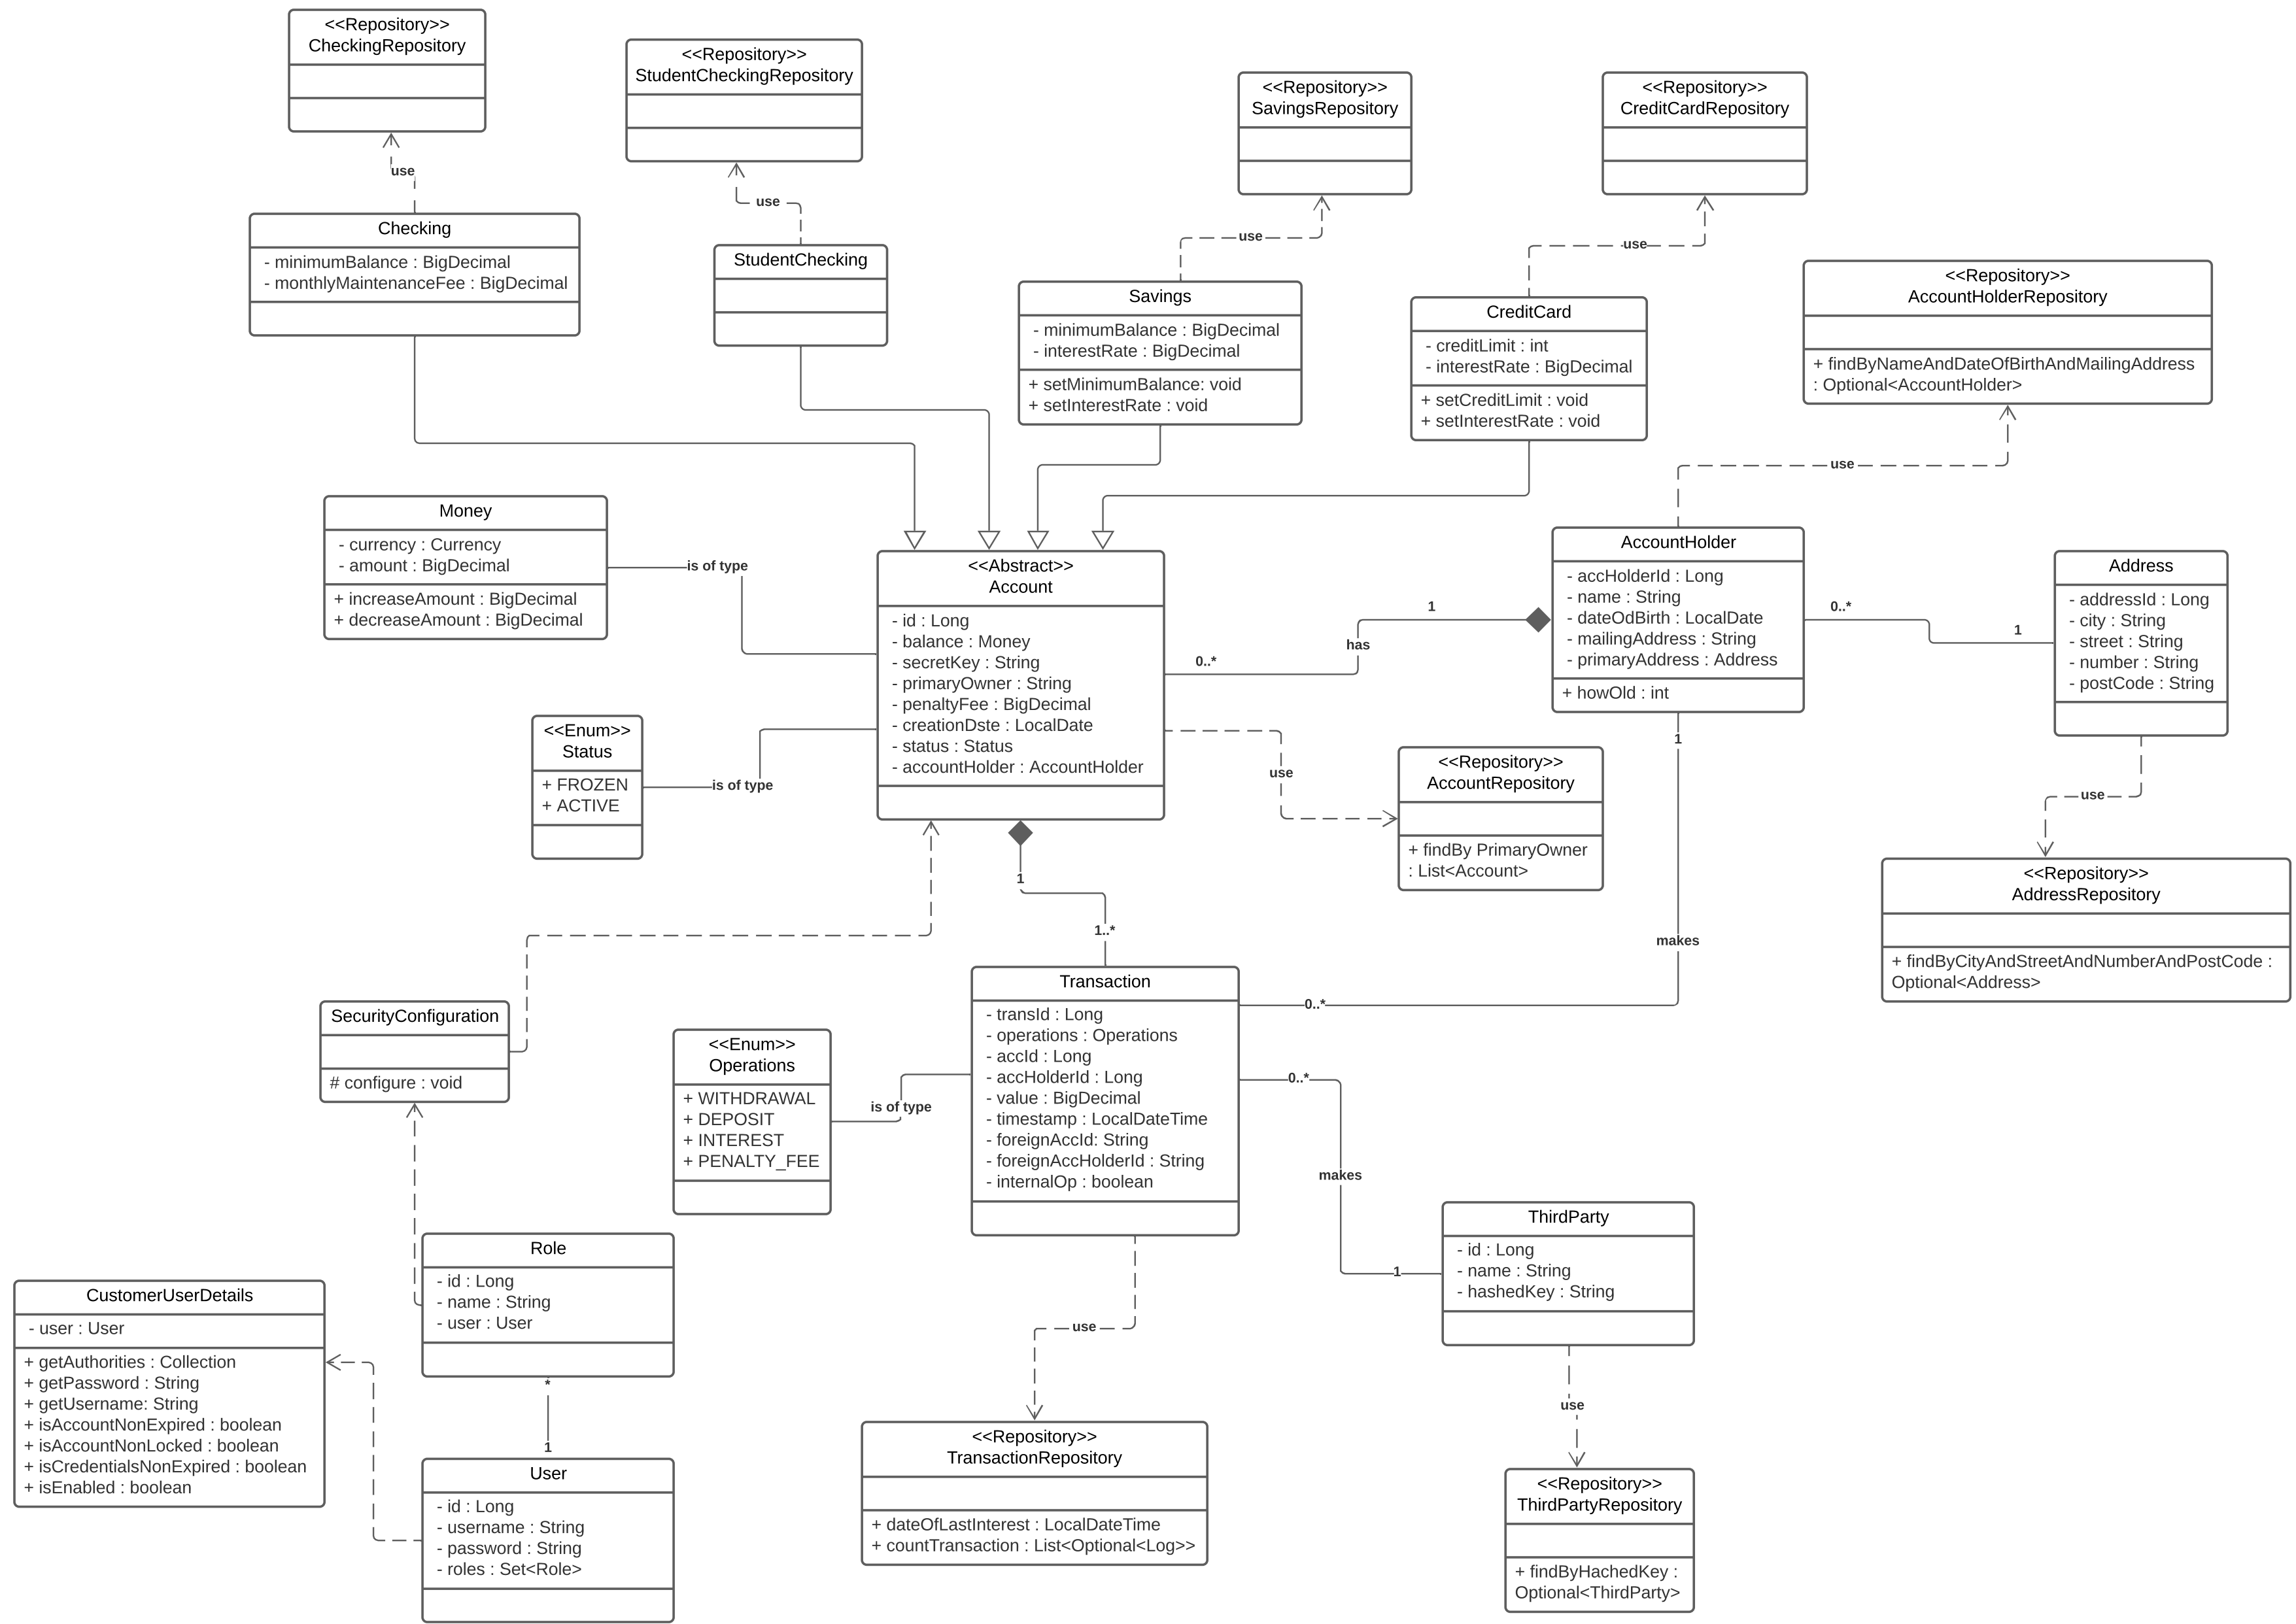 <<Repository>>
CheckingRepository
<<Repository>>
StudentCheckingRepository
<<Repository>>
SavingsRepository
<<Repository>>
CreditCardRepository
use
use
use
use
Checking
- minimumBalance : BigDecimal
- monthlyMaintenanceFee : BigDecimal
StudentChecking
Savings
- minimumBalance : BigDecimal
- interestRate : BigDecimal
+ setMinimumBalance: void
+ setInterestRate : void
CreditCard
- creditLimit : int
- interestRate : BigDecimal
+ setCreditLimit : void
+ setInterestRate : void
<<Repository>>
AccountHolderRepository
+ findByNameAndDateOfBirthAndMailingAddress
: Optional<AccountHolder>
use
Money
- currency : Currency
- amount : BigDecimal
+ increaseAmount : BigDecimal
+ decreaseAmount : BigDecimal
is of type
<<Abstract>>
Account
- id : Long
- balance : Money
- secretKey : String
- primaryOwner : String
- penaltyFee : BigDecimal
- creationDste : LocalDate
- status : Status
- accountHolder : AccountHolder
1
has
0..*
AccountHolder
- accHolderId : Long
- name : String
- dateOdBirth : LocalDate
- mailingAddress : String
- primaryAddress : Address
+ howOld : int
0..*
1
Address
- addressId : Long
- city : String
- street : String
- number : String
- postCode : String
<<Enum>>
Status
+ FROZEN
+ ACTIVE
is of type
use
<<Repository>>
AccountRepository
+ findBy PrimaryOwner
: List<Account>
1
makes
0..*
use
<<Repository>>
AddressRepository
+ findByCityAndStreetAndNumberAndPostCode :
Optional<Address>
1
1..*
SecurityConfiguration
# configure : void
<<Enum>>
Operations
+ WITHDRAWAL
+ DEPOSIT
+ INTEREST
+ PENALTY_FEE
is of type
Transaction
- transId : Long
- operations : Operations
- accId : Long
- accHolderId : Long
- value : BigDecimal
- timestamp : LocalDateTime
- foreignAccId: String
- foreignAccHolderId : String
- internalOp : boolean
0..*
makes
1
ThirdParty
- id : Long
- name : String
- hashedKey : String
Role
- id : Long
- name : String
- user : User
CustomerUserDetails
- user : User
+ getAuthorities : Collection
+ getPassword : String
+ getUsername: String
+ isAccountNonExpired : boolean
+ isAccountNonLocked : boolean
+ isCredentialsNonExpired : boolean
+ isEnabled : boolean
*
1
User
- id : Long
- username : String
- password : String
- roles : Set<Role>
use
<<Repository>>
TransactionRepository
+ dateOfLastInterest : LocalDateTime
+ countTransaction : List<Optional<Log>>
use
<<Repository>>
ThirdPartyRepository
+ findByHachedKey :
Optional<ThirdParty>